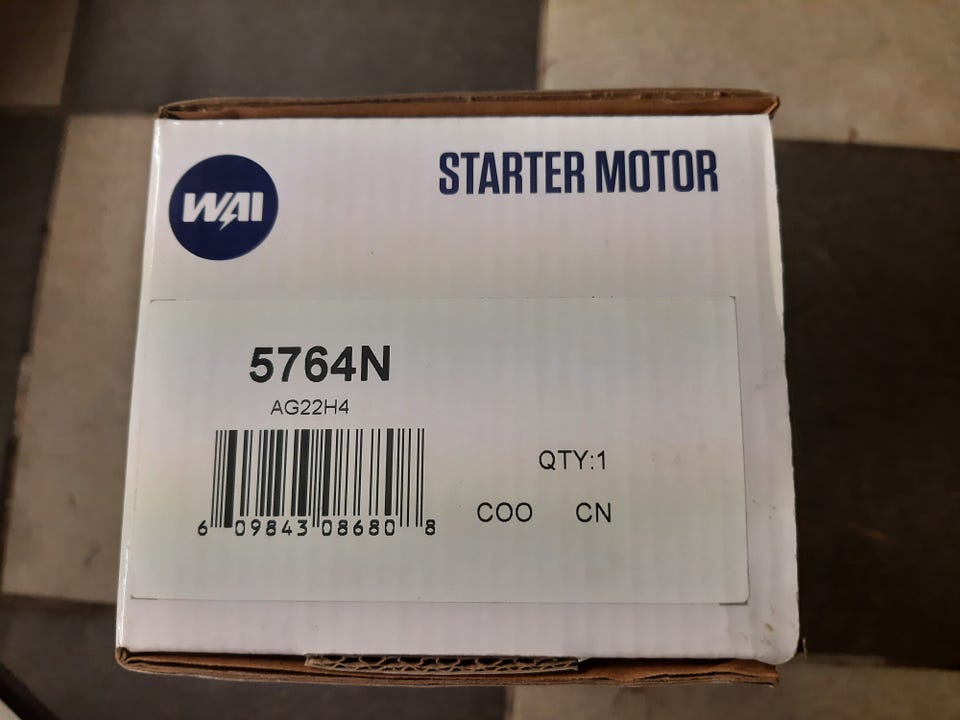 WAI
STARTER MOTOR
5764N
AG22H4
6 09843 08680 8
QTY:1
COO CN